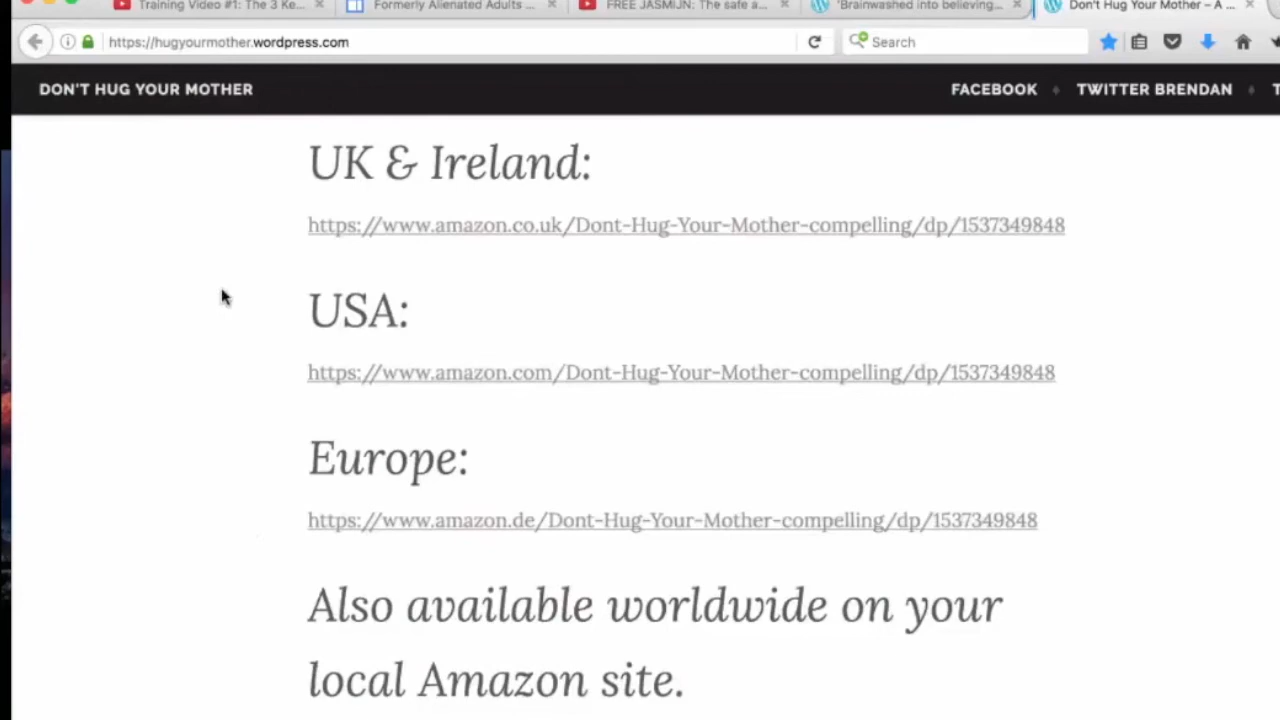 Training Video #1: The 3 Ke... Formerly Alienated Adults ... FREE JASMIJN: The safe a... 'Brainwashed into believing... Don't Hug Your Mother – A ...
https://hugyourmother.wordpress.com Search
DON'T HUG YOUR MOTHER FACEBOOK TWITTER BRENDAN T
UK & Ireland:
https://www.amazon.co.uk/Dont-Hug-Your-Mother-compelling/dp/1537349848
USA:
https://www.amazon.com/Dont-Hug-Your-Mother-compelling/dp/1537349848
Europe:
https://www.amazon.de/Dont-Hug-Your-Mother-compelling/dp/1537349848
Also available worldwide on your
local Amazon site.